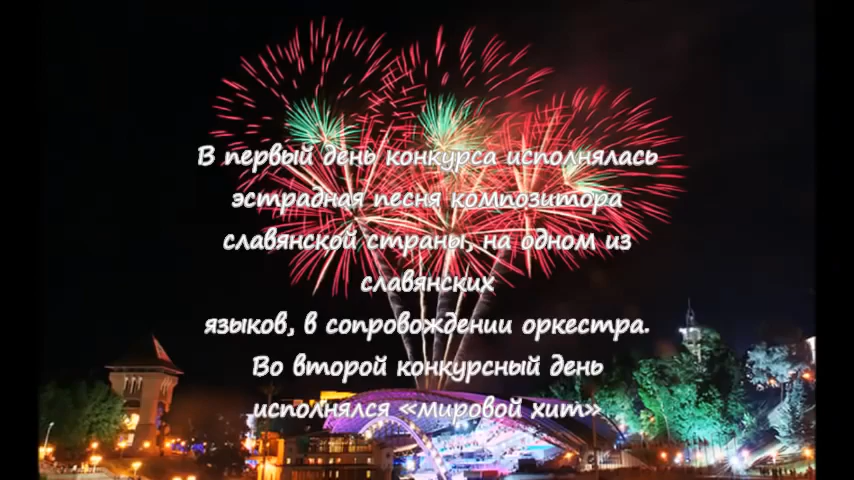 В первый день конкурса исполнялась
эстрадная песня композитора
славянской страны, на одном из
славянских
языков, в сопровождении оркестра.
Во второй конкурсный день
исполнялся «мировой хит»